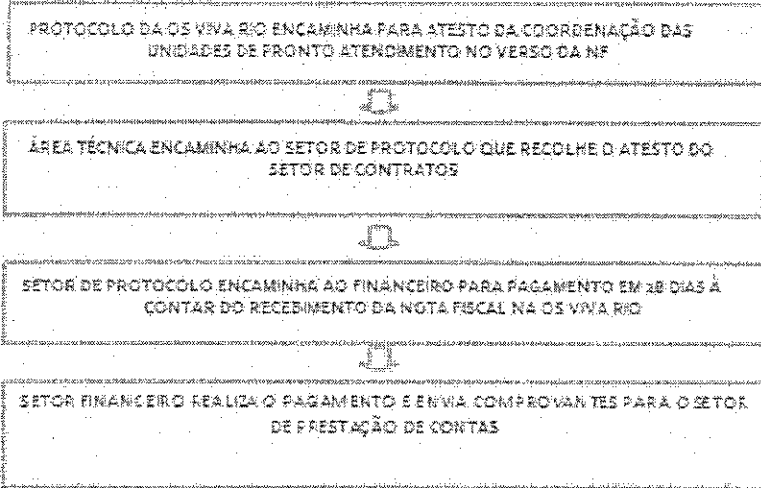 PROTOCOLO DA OS VIVA RIO ENCAMINHA PARA ATESTO DA COORDENAÇÃO DAS
UNIDADES DE PRONTO ATENDIMENTO NO VERSO DA NF
ÁREA TÉCNICA ENCAMINHA AO SETOR DE PROTOCOLO QUE RECOLHE O ATESTO DO
SETOR DE CONTRATOS
SETOR DE PROTOCOLO ENCAMINHA AO FINANCEIRO PARA PAGAMENTO EM DIAS À
CONTAR DO RECEBIMENTO DA NOTA FISCAL NA OS VIVA RIO
SETOR FINANCEIRO REALIZA O PAGAMENTO E ENVIA COMPROVANTES PARA O SETOR
DE PRESTAÇÃO DE CONTAS